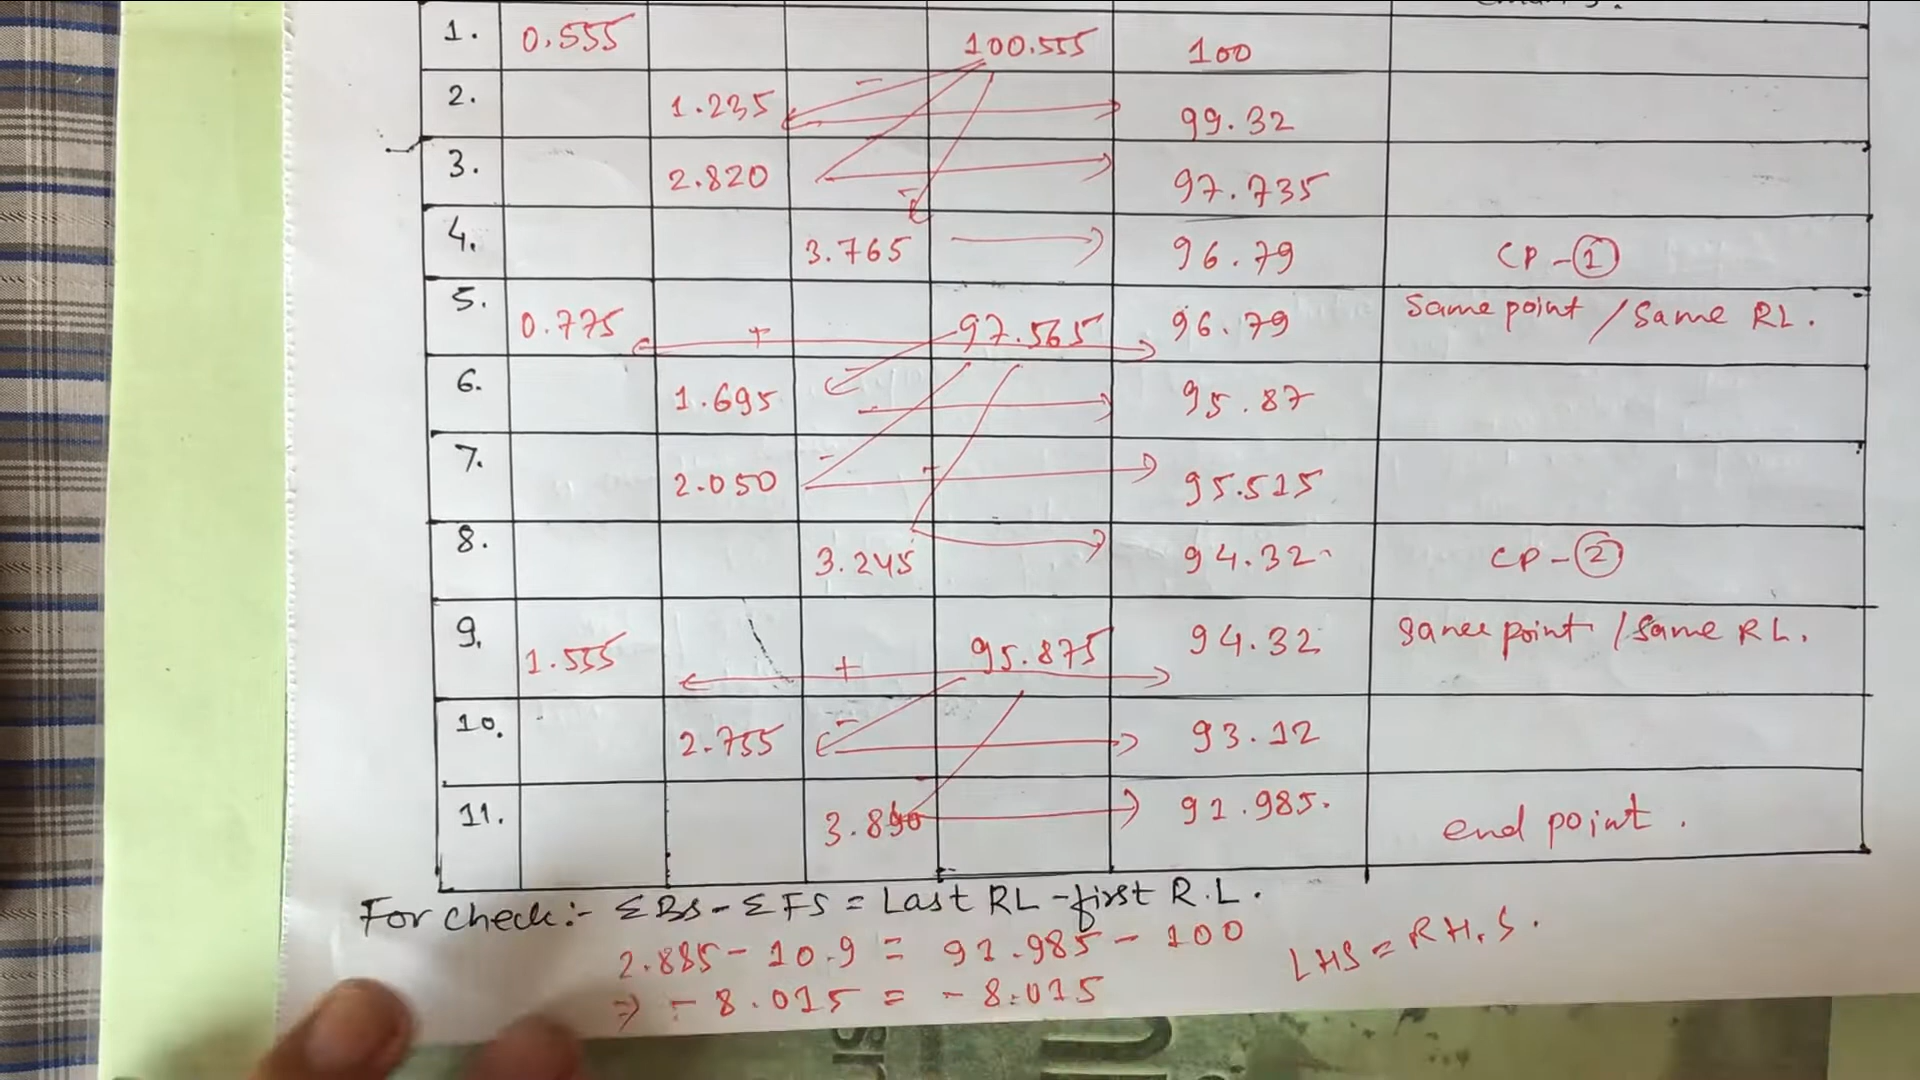 1. 0.555 100.555 100
2. 1.235 99.32
3. 2.820 97.735
4. 3.765 96.79 CP-①
5. 0.775 + 97.565 96.79 Same point / Same RL.
6. 1.695 95.87
7. 2.050 95.515
8. 3.245 94.32 CP-②
9. 1.555 + 95.875 94.32 Same point / Same RL.
10. 2.755 93.12
11. 3.890 91.985. end point.
For check:- ΣBS - ΣFS = Last RL - first R.L.
2.885 - 10.9 = 91.985 - 100 LHS = R.H.S.
⇒ - 8.015 = - 8.015